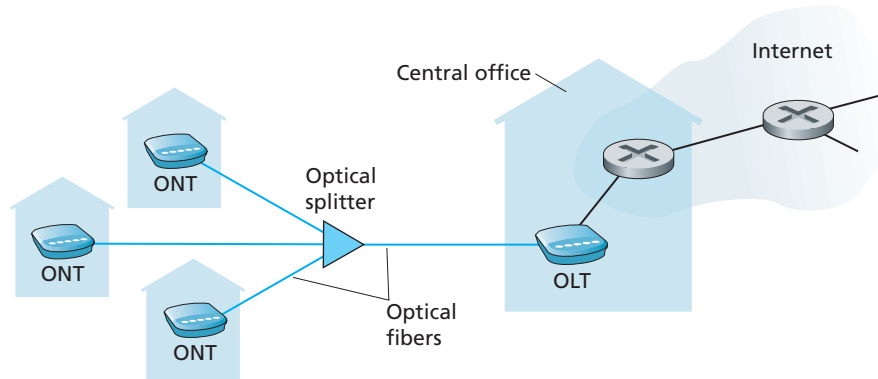 Internet
Central office
ONT
Optical
splitter
ONT
OLT
Optical
fibers
ONT